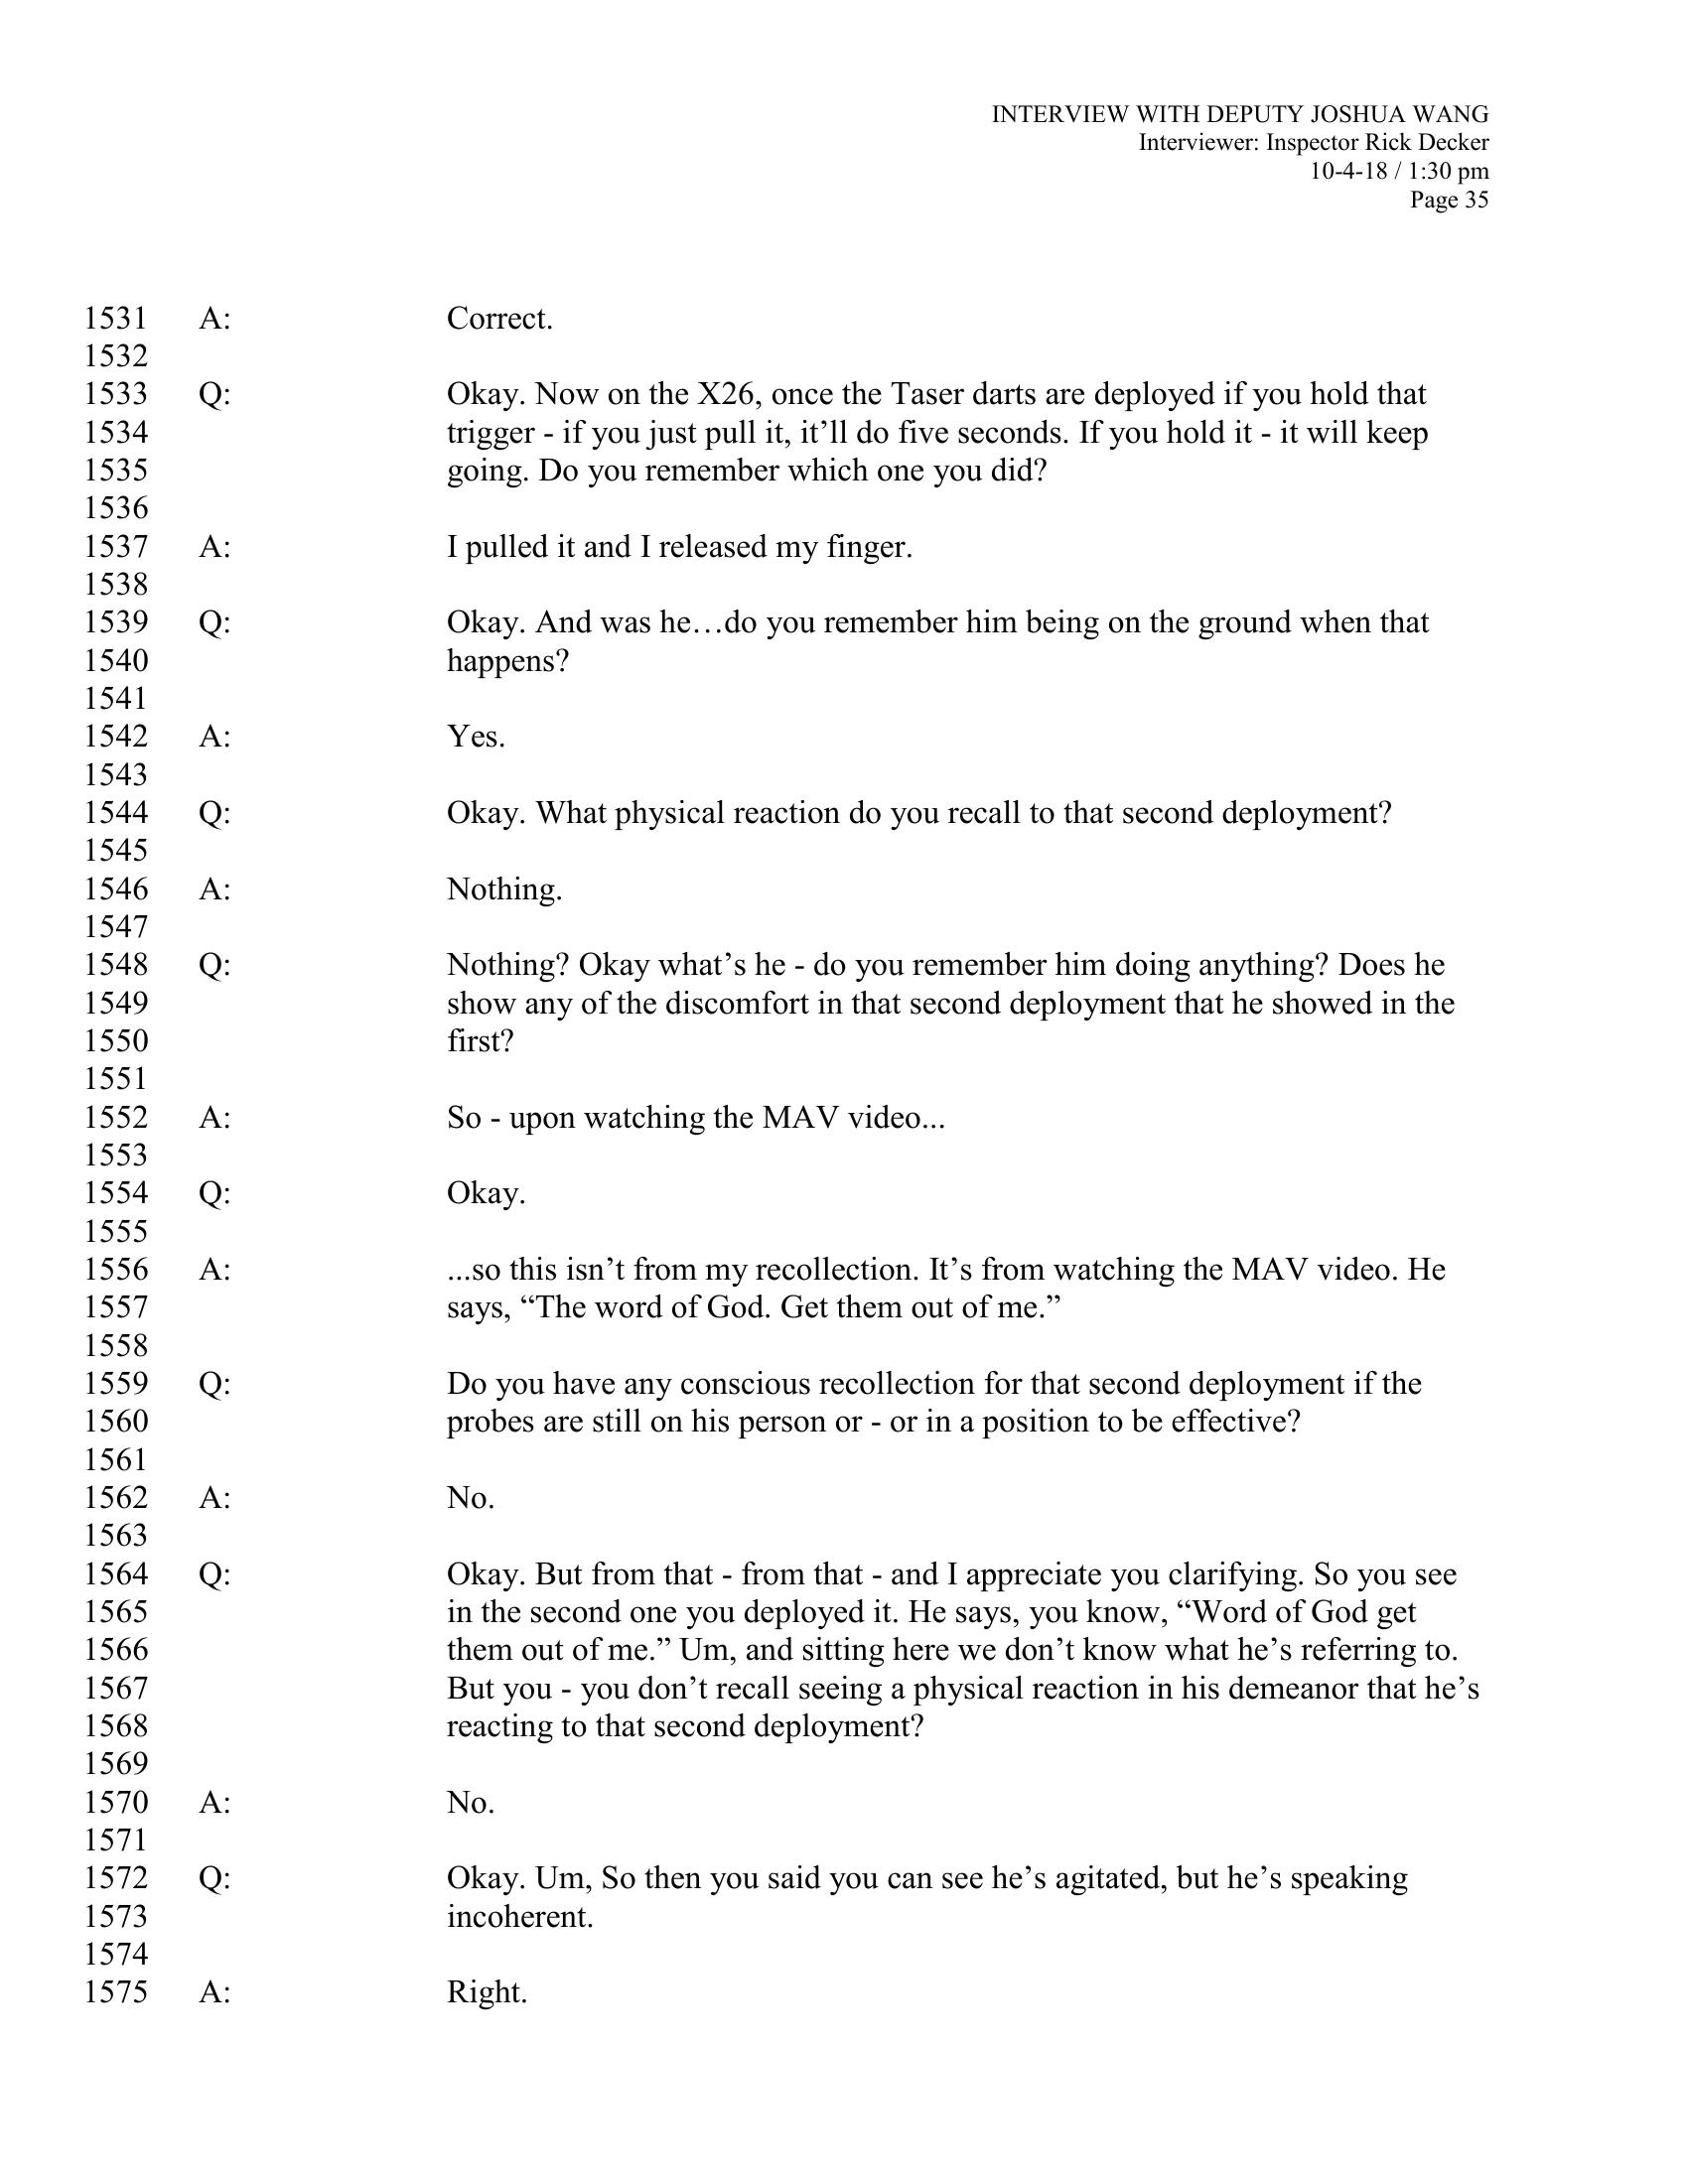 INTERVIEW WITH DEPUTY JOSHUA WANG
Interviewer: Inspector Rick Decker
10-4-18 / 1:30 pm
Page 35
1531 A: Correct.
1532
1533 Q: Okay. Now on the X26, once the Taser darts are deployed if you hold that
1534 trigger - if you just pull it, it’ll do five seconds. If you hold it - it will keep
1535 going. Do you remember which one you did?
1536
1537 A: I pulled it and I released my finger.
1538
1539 Q: Okay. And was he…do you remember him being on the ground when that
1540 happens?
1541
1542 A: Yes.
1543
1544 Q: Okay. What physical reaction do you recall to that second deployment?
1545
1546 A: Nothing.
1547
1548 Q: Nothing? Okay what’s he - do you remember him doing anything? Does he
1549 show any of the discomfort in that second deployment that he showed in the
1550 first?
1551
1552 A: So - upon watching the MAV video...
1553
1554 Q: Okay.
1555
1556 A: ...so this isn’t from my recollection. It’s from watching the MAV video. He
1557 says, “The word of God. Get them out of me.”
1558
1559 Q: Do you have any conscious recollection for that second deployment if the
1560 probes are still on his person or - or in a position to be effective?
1561
1562 A: No.
1563
1564 Q: Okay. But from that - from that - and I appreciate you clarifying. So you see
1565 in the second one you deployed it. He says, you know, “Word of God get
1566 them out of me.” Um, and sitting here we don’t know what he’s referring to.
1567 But you - you don’t recall seeing a physical reaction in his demeanor that he’s
1568 reacting to that second deployment?
1569
1570 A: No.
1571
1572 Q: Okay. Um, So then you said you can see he’s agitated, but he’s speaking
1573 incoherent.
1574
1575 A: Right.